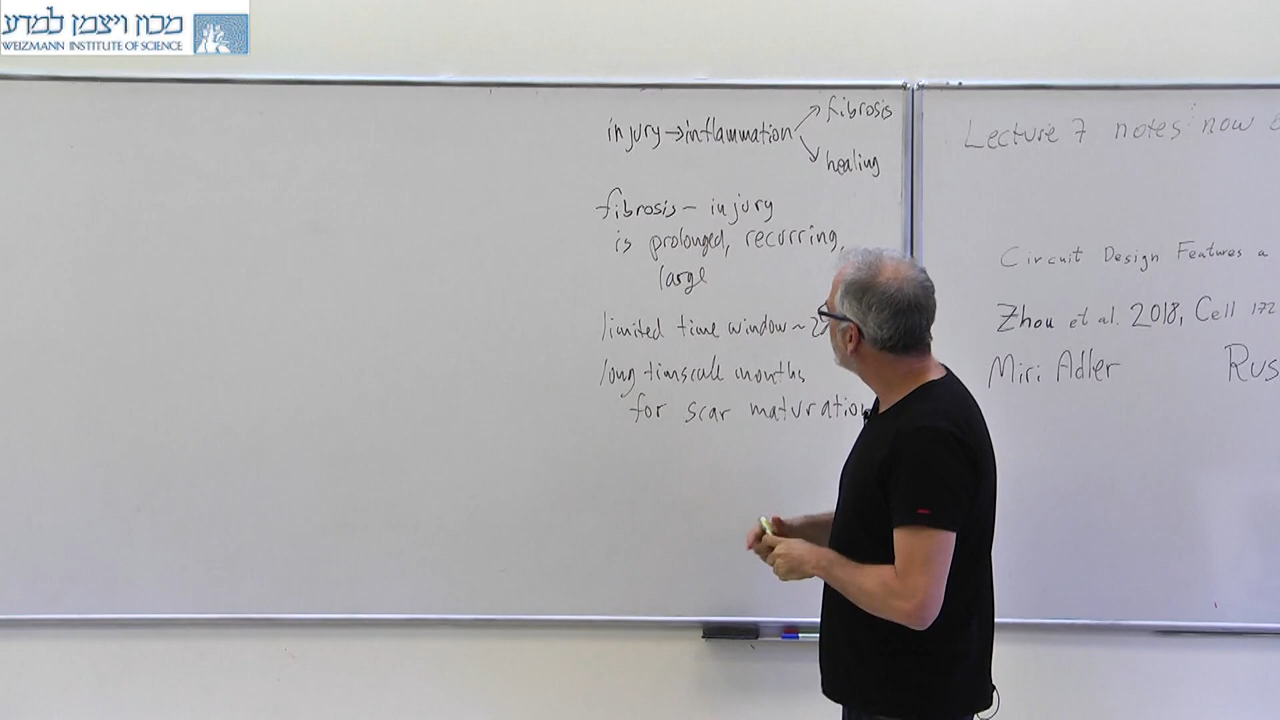 מכון ויצמן למדע
WEIZMANN INSTITUTE OF SCIENCE
injury → inflammation
fibrosis
healing
fibrosis – injury
is prolonged, recurring,
large
limited time window ~ 2
long timscale months
for scar maturation
Lecture 7 notes now
Circuit Design Features a
Zhou et al. 2018, Cell 172
Miri Adler
Rus